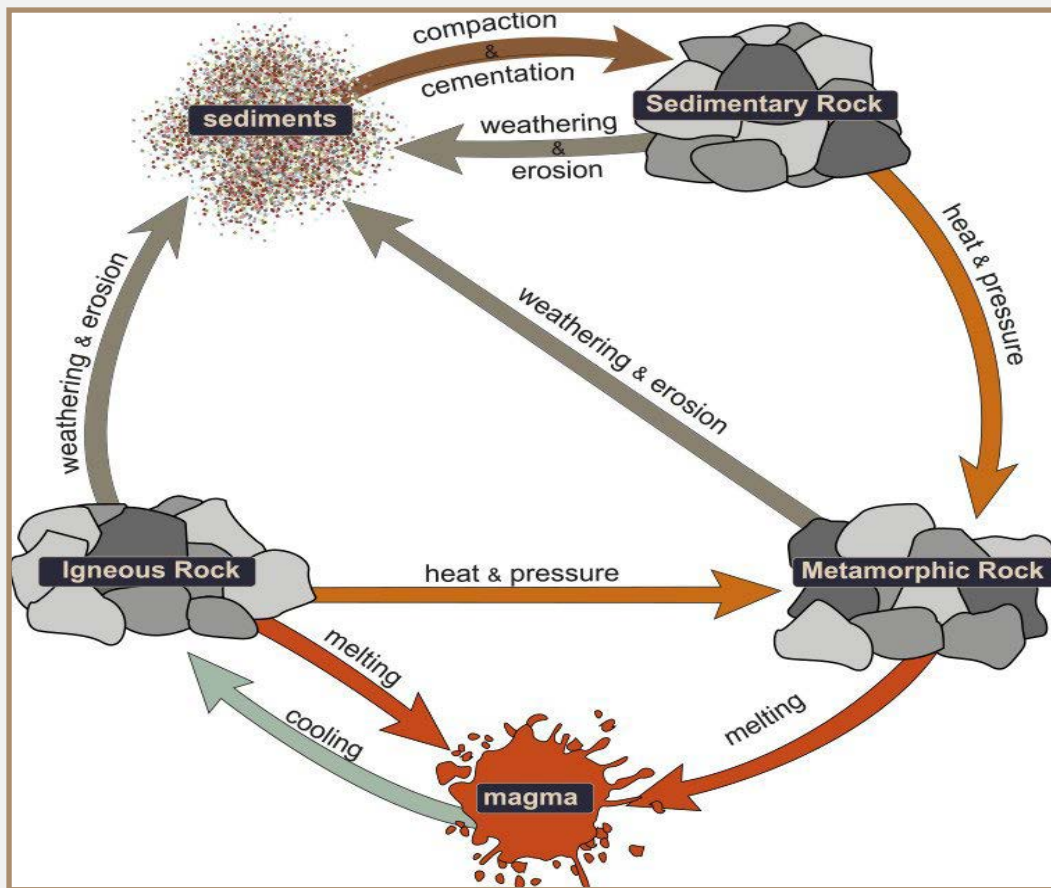 compaction
&
cementation
sediments
Sedimentary Rock
weathering
&
erosion
heat & pressure
weathering & erosion
weathering & erosion
Igneous Rock
heat & pressure
Metamorphic Rock
melting
cooling
melting
magma